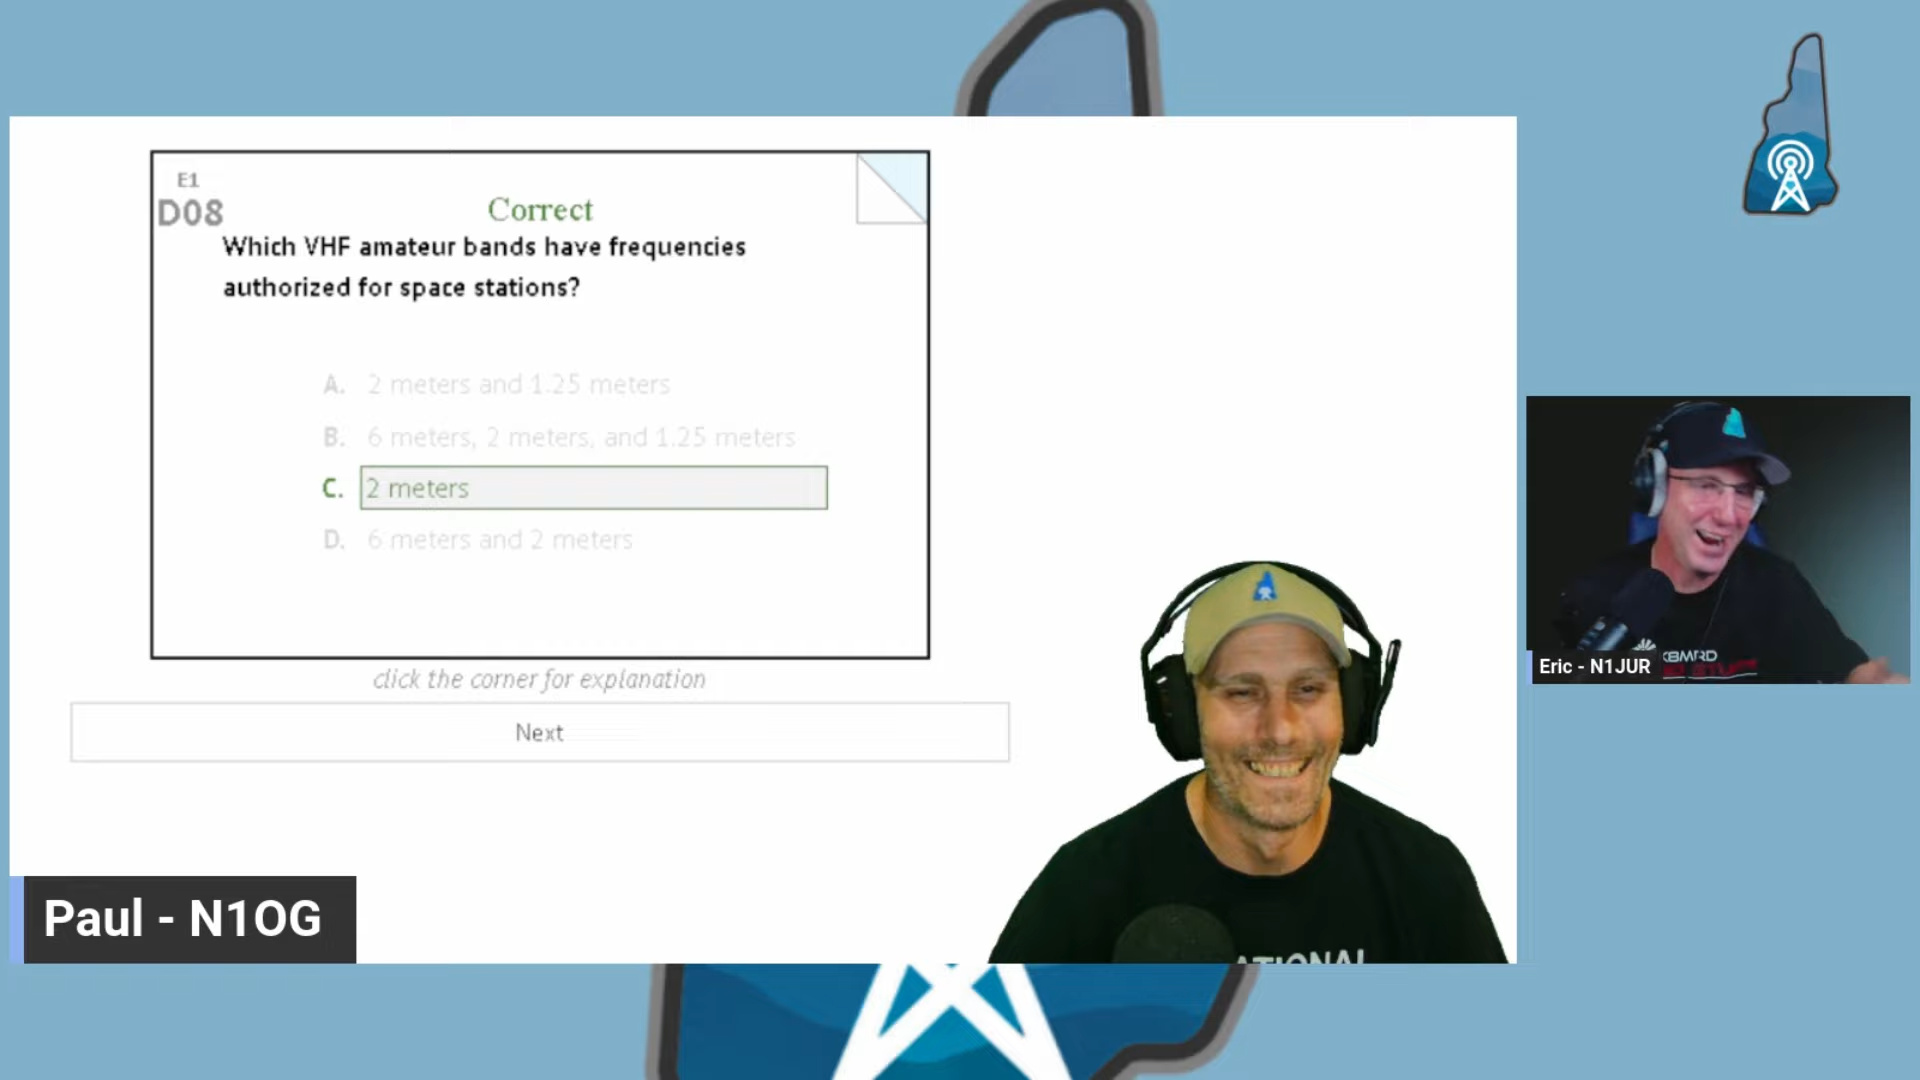 E1
D08
Correct
Which VHF amateur bands have frequencies
authorized for space stations?
A. 2 meters and 1.25 meters
B. 6 meters, 2 meters, and 1.25 meters
C. 2 meters
D. 6 meters and 2 meters
click the corner for explanation
Next
Paul - N1OG
Eric - N1JUR